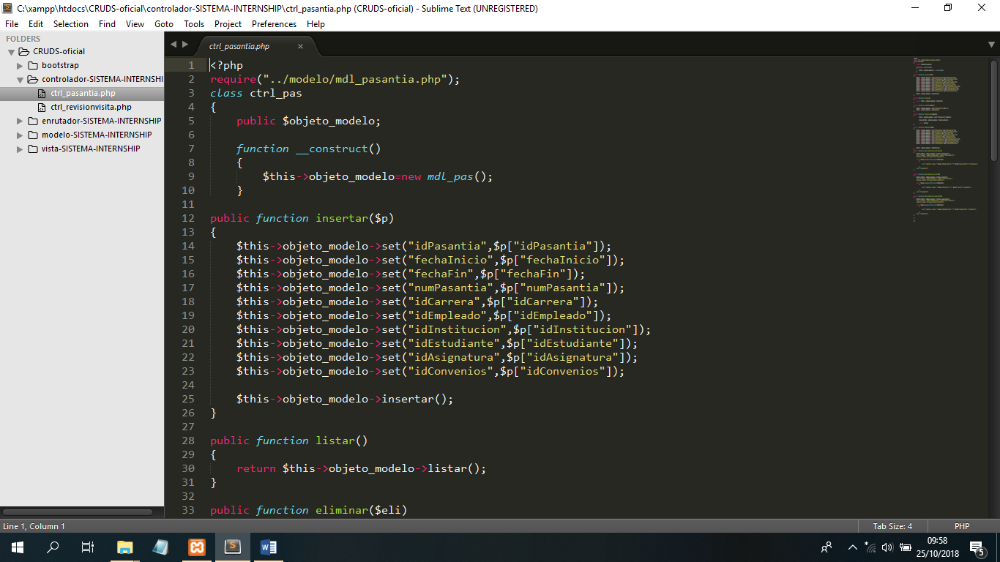 C:\xampp\htdocs\CRUDS-oficial\controlador-SISTEMA-INTERNSHIP\ctrl_pasantia.php (CRUDS-oficial) - Sublime Text (UNREGISTERED)
File Edit Selection Find View Goto Tools Project Preferences Help
FOLDERS
CRUDS-oficial
bootstrap
controlador-SISTEMA-INTERNSHI
ctrl_pasantia.php
ctrl_revisionvisita.php
enrutador-SISTEMA-INTERNSHIP
modelo-SISTEMA-INTERNSHIP
vista-SISTEMA-INTERNSHIP
ctrl_pasantia.php ×
1 <?php
2 require("../modelo/mdl_pasantia.php");
3 class ctrl_pas
4 {
5     public $objeto_modelo;
6
7     function __construct()
8     {
9         $this->objeto_modelo=new mdl_pas();
10     }
11
12 public function insertar($p)
13 {
14     $this->objeto_modelo->set("idPasantia",$p["idPasantia"]);
15     $this->objeto_modelo->set("fechaInicio",$p["fechaInicio"]);
16     $this->objeto_modelo->set("fechaFin",$p["fechaFin"]);
17     $this->objeto_modelo->set("numPasantia",$p["numPasantia"]);
18     $this->objeto_modelo->set("idCarrera",$p["idCarrera"]);
19     $this->objeto_modelo->set("idEmpleado",$p["idEmpleado"]);
20     $this->objeto_modelo->set("idInstitucion",$p["idInstitucion"]);
21     $this->objeto_modelo->set("idEstudiante",$p["idEstudiante"]);
22     $this->objeto_modelo->set("idAsignatura",$p["idAsignatura"]);
23     $this->objeto_modelo->set("idConvenios",$p["idConvenios"]);
24
25     $this->objeto_modelo->insertar();
26 }
27
28 public function listar()
29 {
30     return $this->objeto_modelo->listar();
31 }
32
33 public function eliminar($eli)
Line 1, Column 1
Tab Size: 4
PHP
09:58
25/10/2018
5